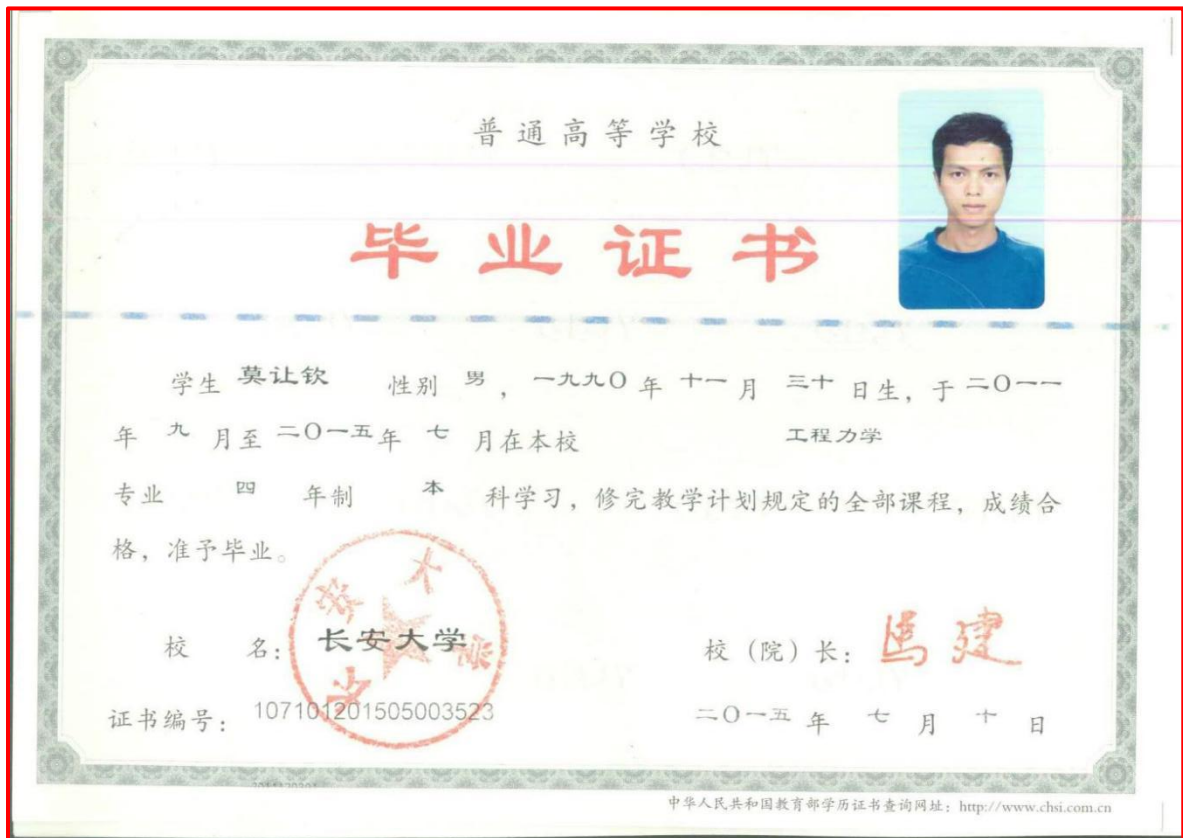 普通高等学校
毕业证书
学生 莫让钦 性别 男，一九九〇年 十一月 三十日生，于二〇一一
年 九 月至 二〇一五年 七 月在本校 工程力学
专业 四 年制 本 科学习，修完教学计划规定的全部课程，成绩合
格，准予毕业。
校 名：长安大学
校（院）长：馬建
证书编号：107101201505003523
二〇一五年 七 月 十 日
中华人民共和国教育部学历证书查询网址：http://www.chsi.com.cn